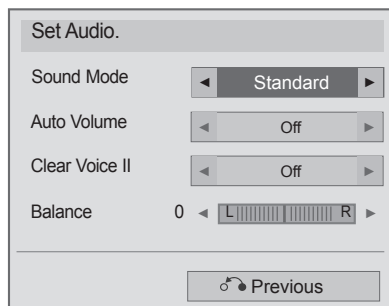 Set Audio.
Sound Mode ◄ Standard ►
Auto Volume ◄ Off ►
Clear Voice II ◄ Off ►
Balance 0 ◄ L R ►
Previous